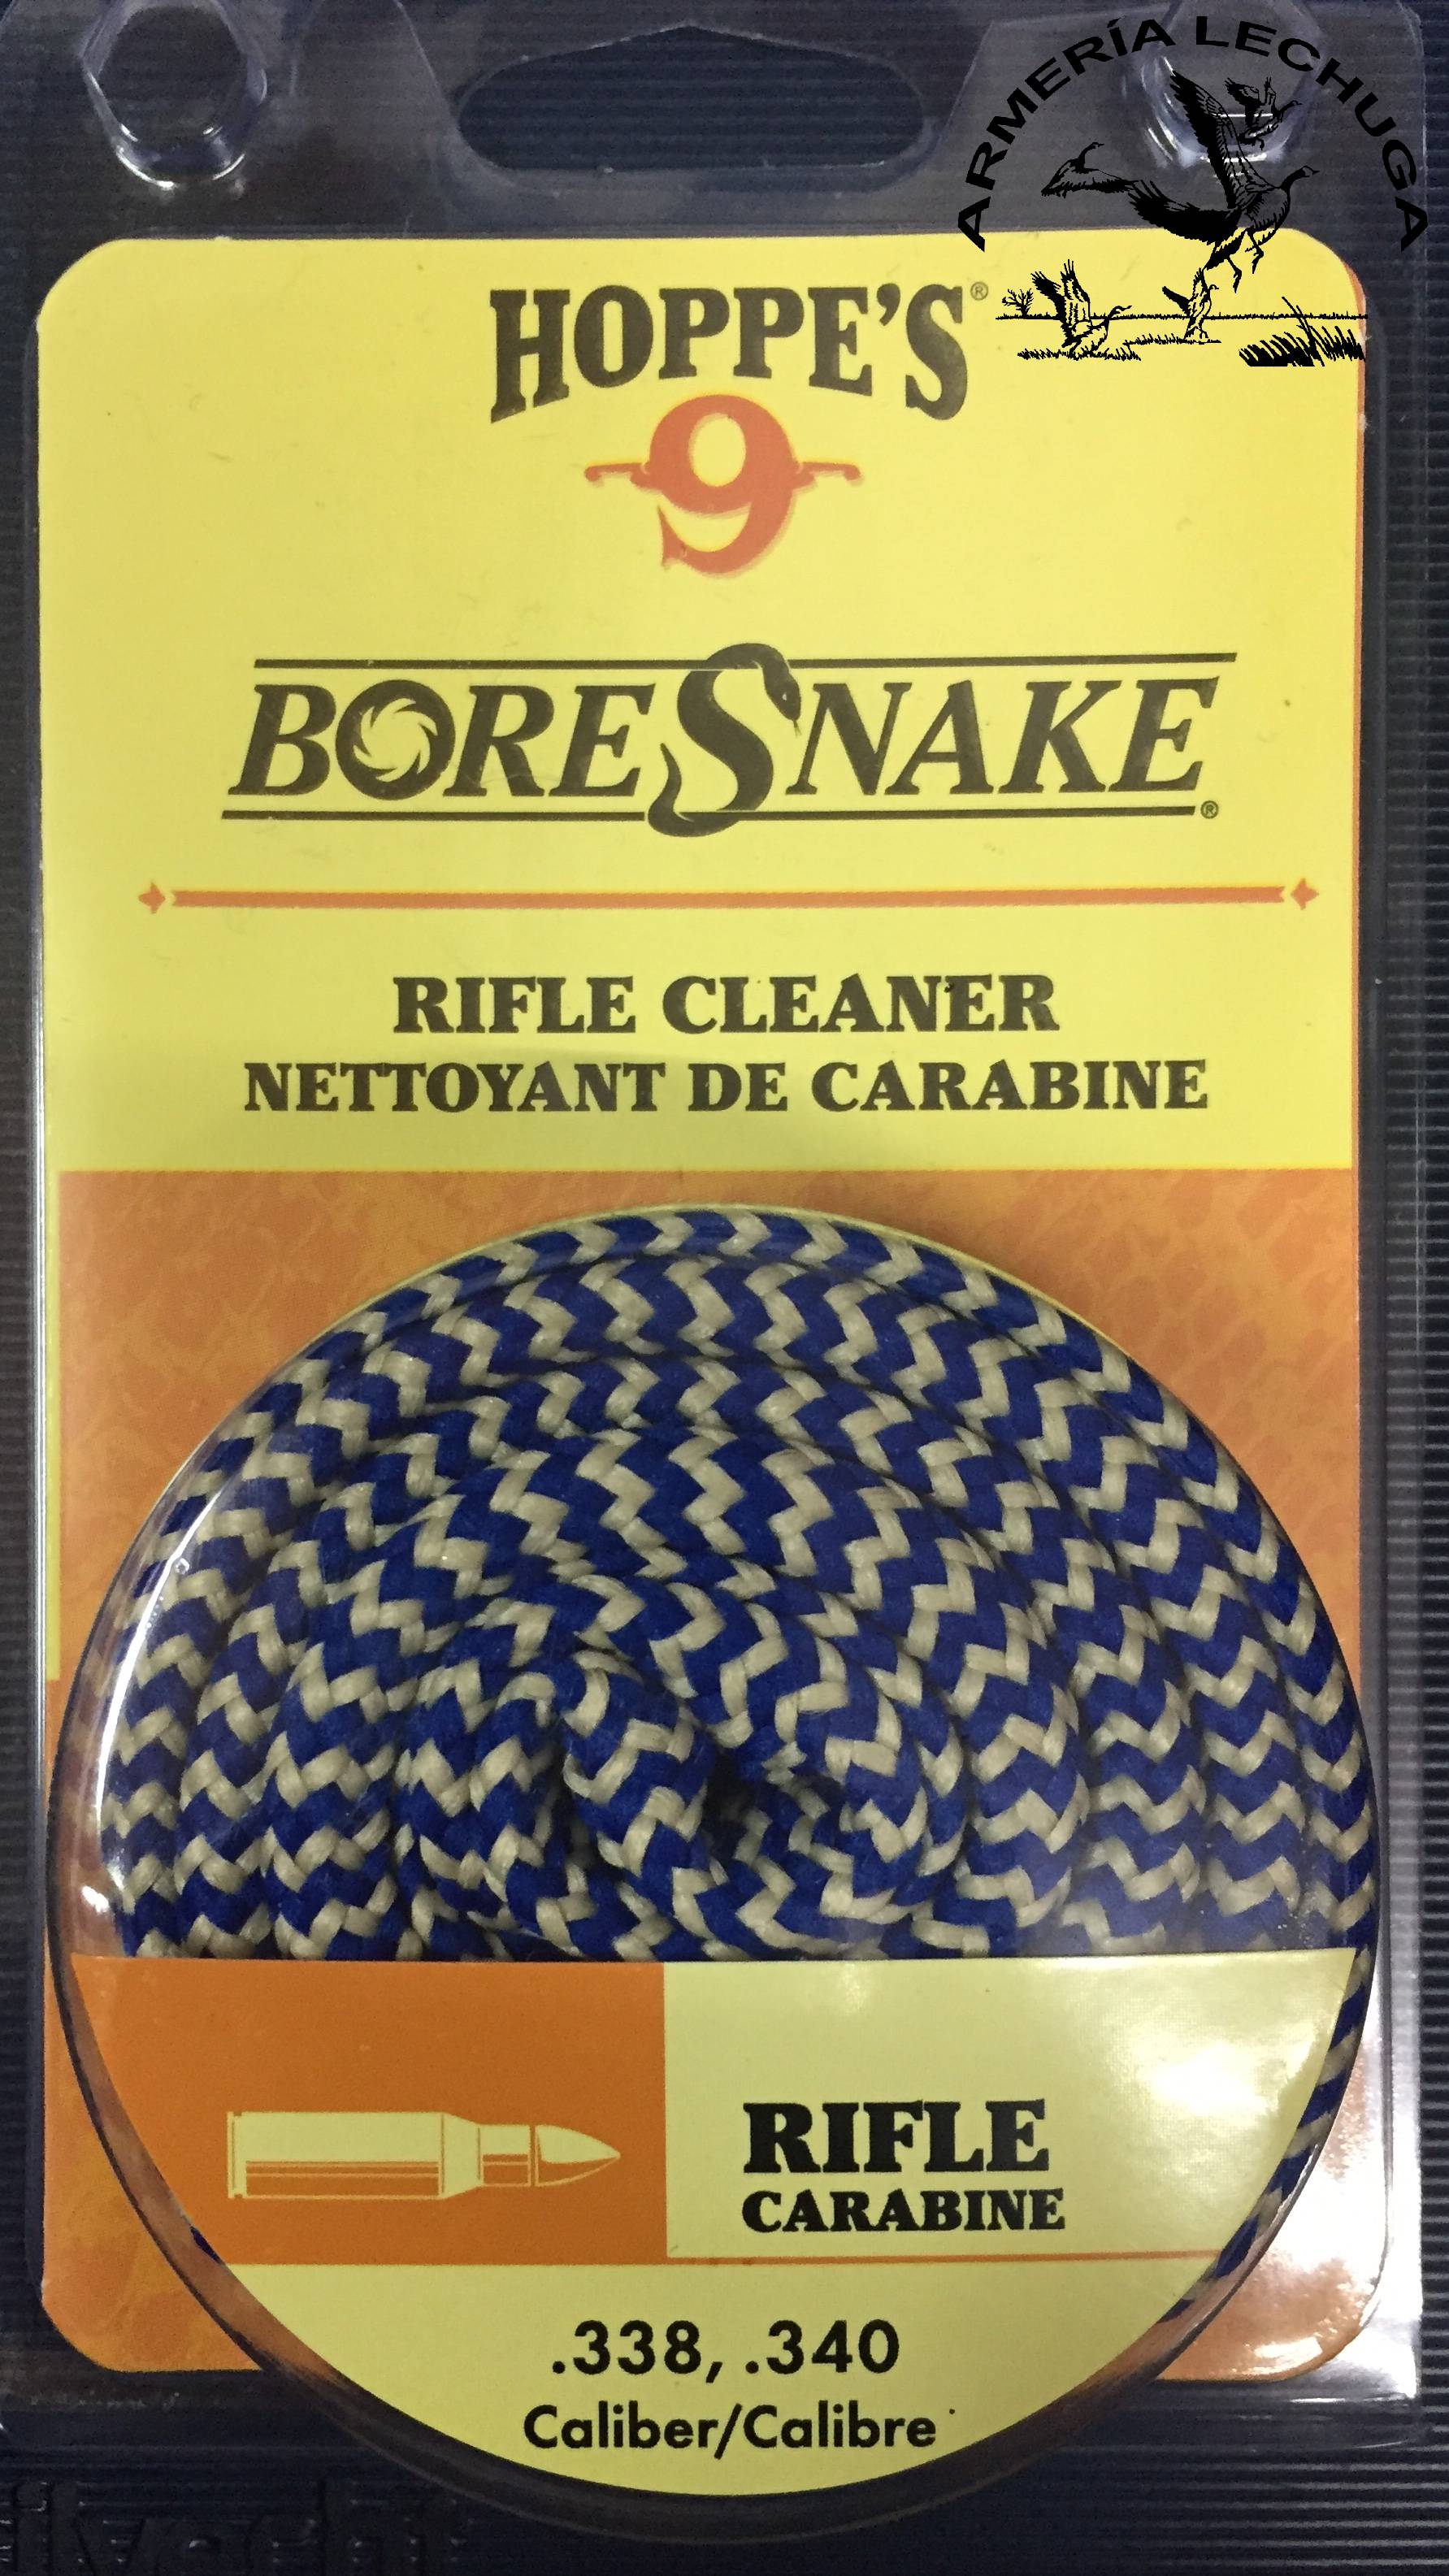 ARMERÍA LECHUGA
HOPPE'S®
9
BORESNAKE®
RIFLE CLEANER
NETTOYANT DE CARABINE
RIFLE
CARABINE
.338, .340
Caliber/Calibre